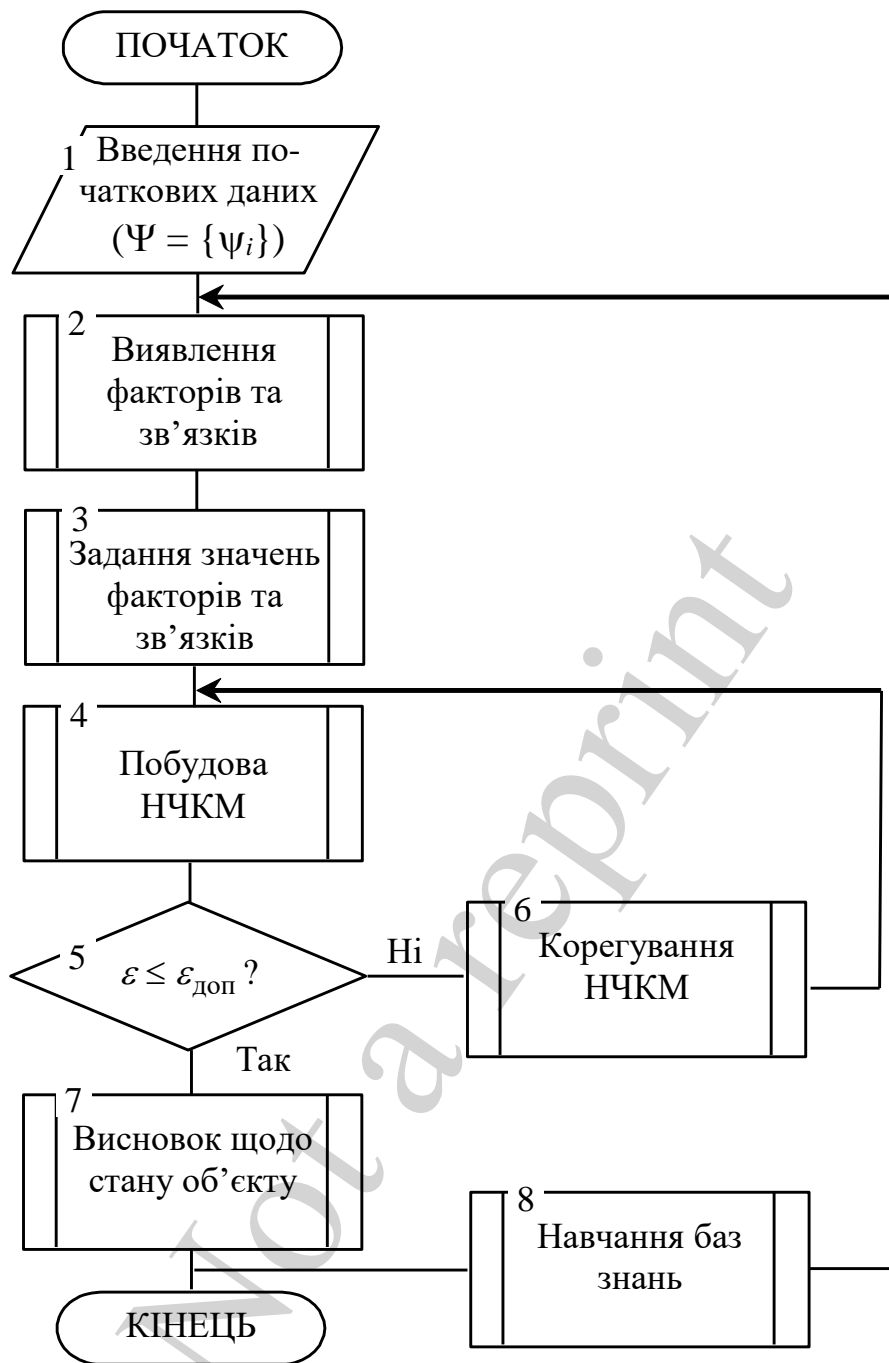 ПОЧАТОК
1
Введення по-
чаткових даних
(Ψ = {ψi})
2
Виявлення
факторів та
зв’язків
3
Задання значень
факторів та
зв’язків
4
Побудова
НЧКМ
5
ε ≤ εдоп ?
Ні
6
Корегування
НЧКМ
Так
7
Висновок щодо
стану об’єкту
8
Навчання баз
знань
КІНЕЦЬ
Not a reprint